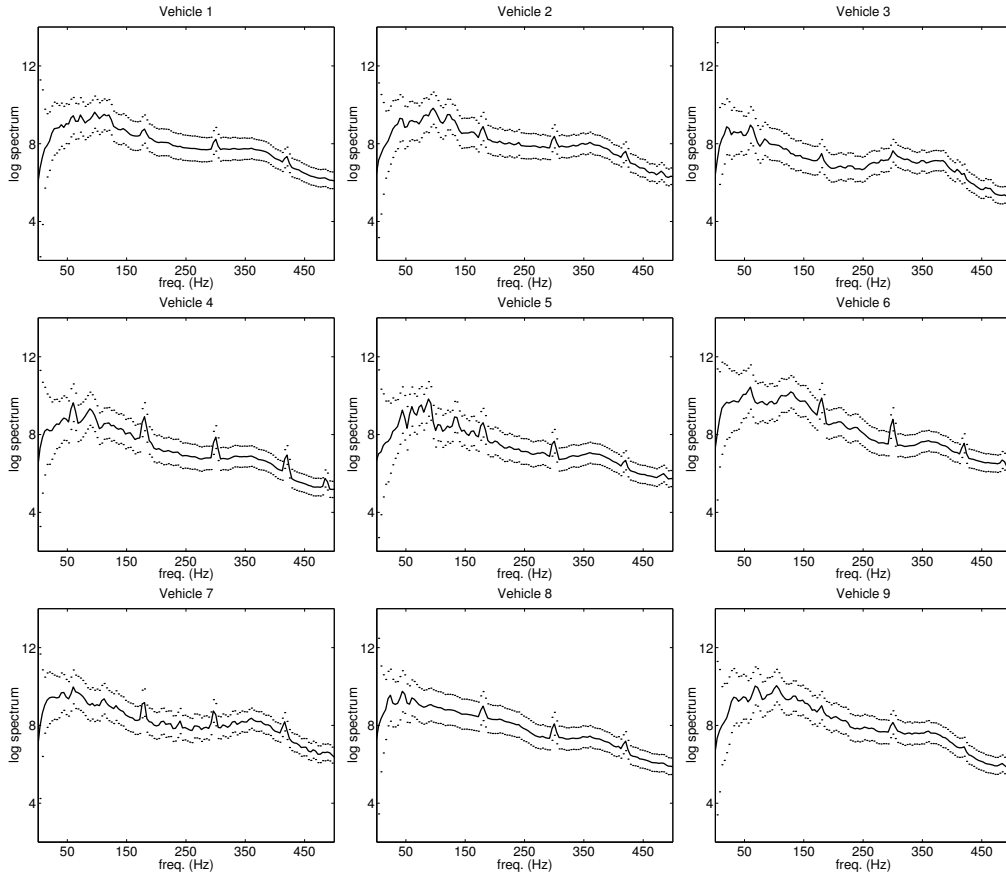 Vehicle 1
12
8
4
log spectrum
50 150 250 350 450
freq. (Hz)
Vehicle 2
12
8
4
log spectrum
50 150 250 350 450
freq. (Hz)
Vehicle 3
12
8
4
log spectrum
50 150 250 350 450
freq. (Hz)
Vehicle 4
12
8
4
log spectrum
50 150 250 350 450
freq. (Hz)
Vehicle 5
12
8
4
log spectrum
50 150 250 350 450
freq. (Hz)
Vehicle 6
12
8
4
log spectrum
50 150 250 350 450
freq. (Hz)
Vehicle 7
12
8
4
log spectrum
50 150 250 350 450
freq. (Hz)
Vehicle 8
12
8
4
log spectrum
50 150 250 350 450
freq. (Hz)
Vehicle 9
12
8
4
log spectrum
50 150 250 350 450
freq. (Hz)